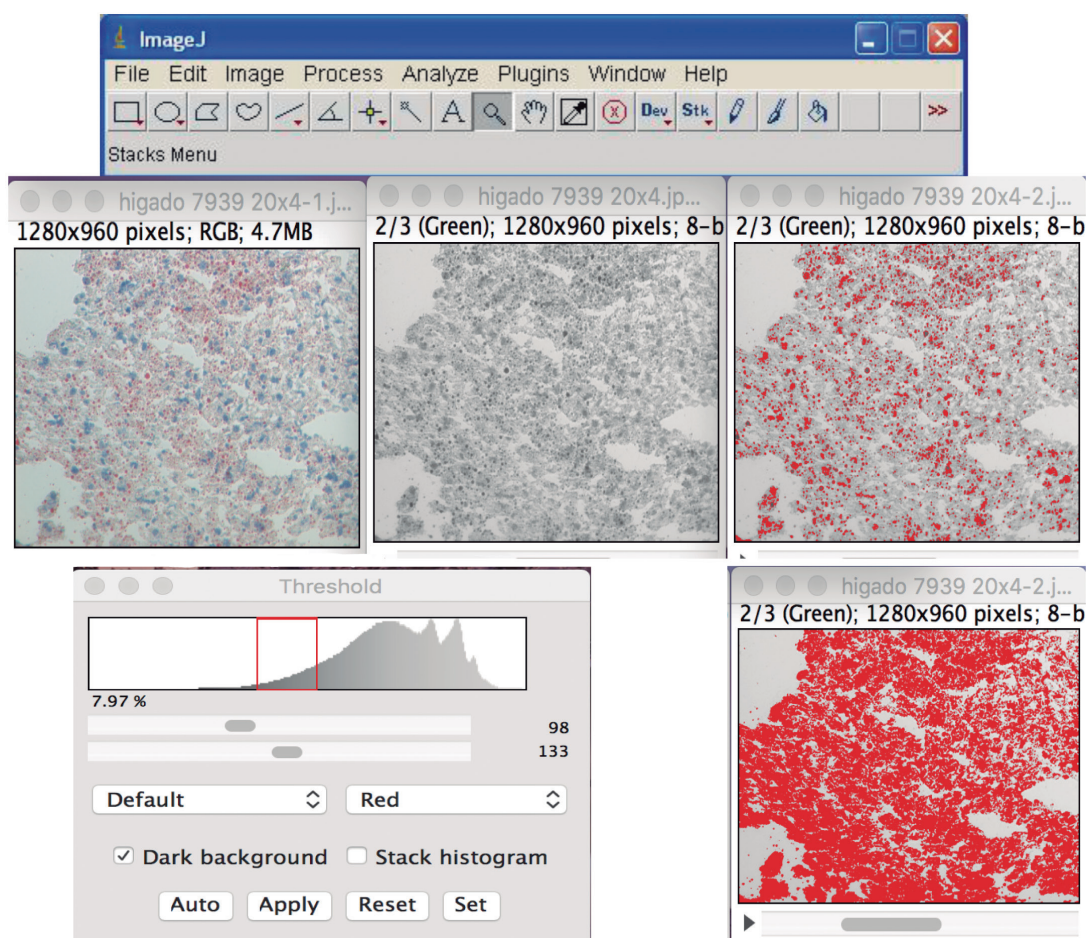 ImageJ
File Edit Image Process Analyze Plugins Window Help
A Dev Stk >>
Stacks Menu
higado 7939 20x4-1.j...
1280x960 pixels; RGB; 4.7MB
higado 7939 20x4.jp...
2/3 (Green); 1280x960 pixels; 8-b
higado 7939 20x4-2.j...
2/3 (Green); 1280x960 pixels; 8-b
Threshold
7.97 %
98
133
Default Red
Dark background Stack histogram
Auto Apply Reset Set
higado 7939 20x4-2.j...
2/3 (Green); 1280x960 pixels; 8-b